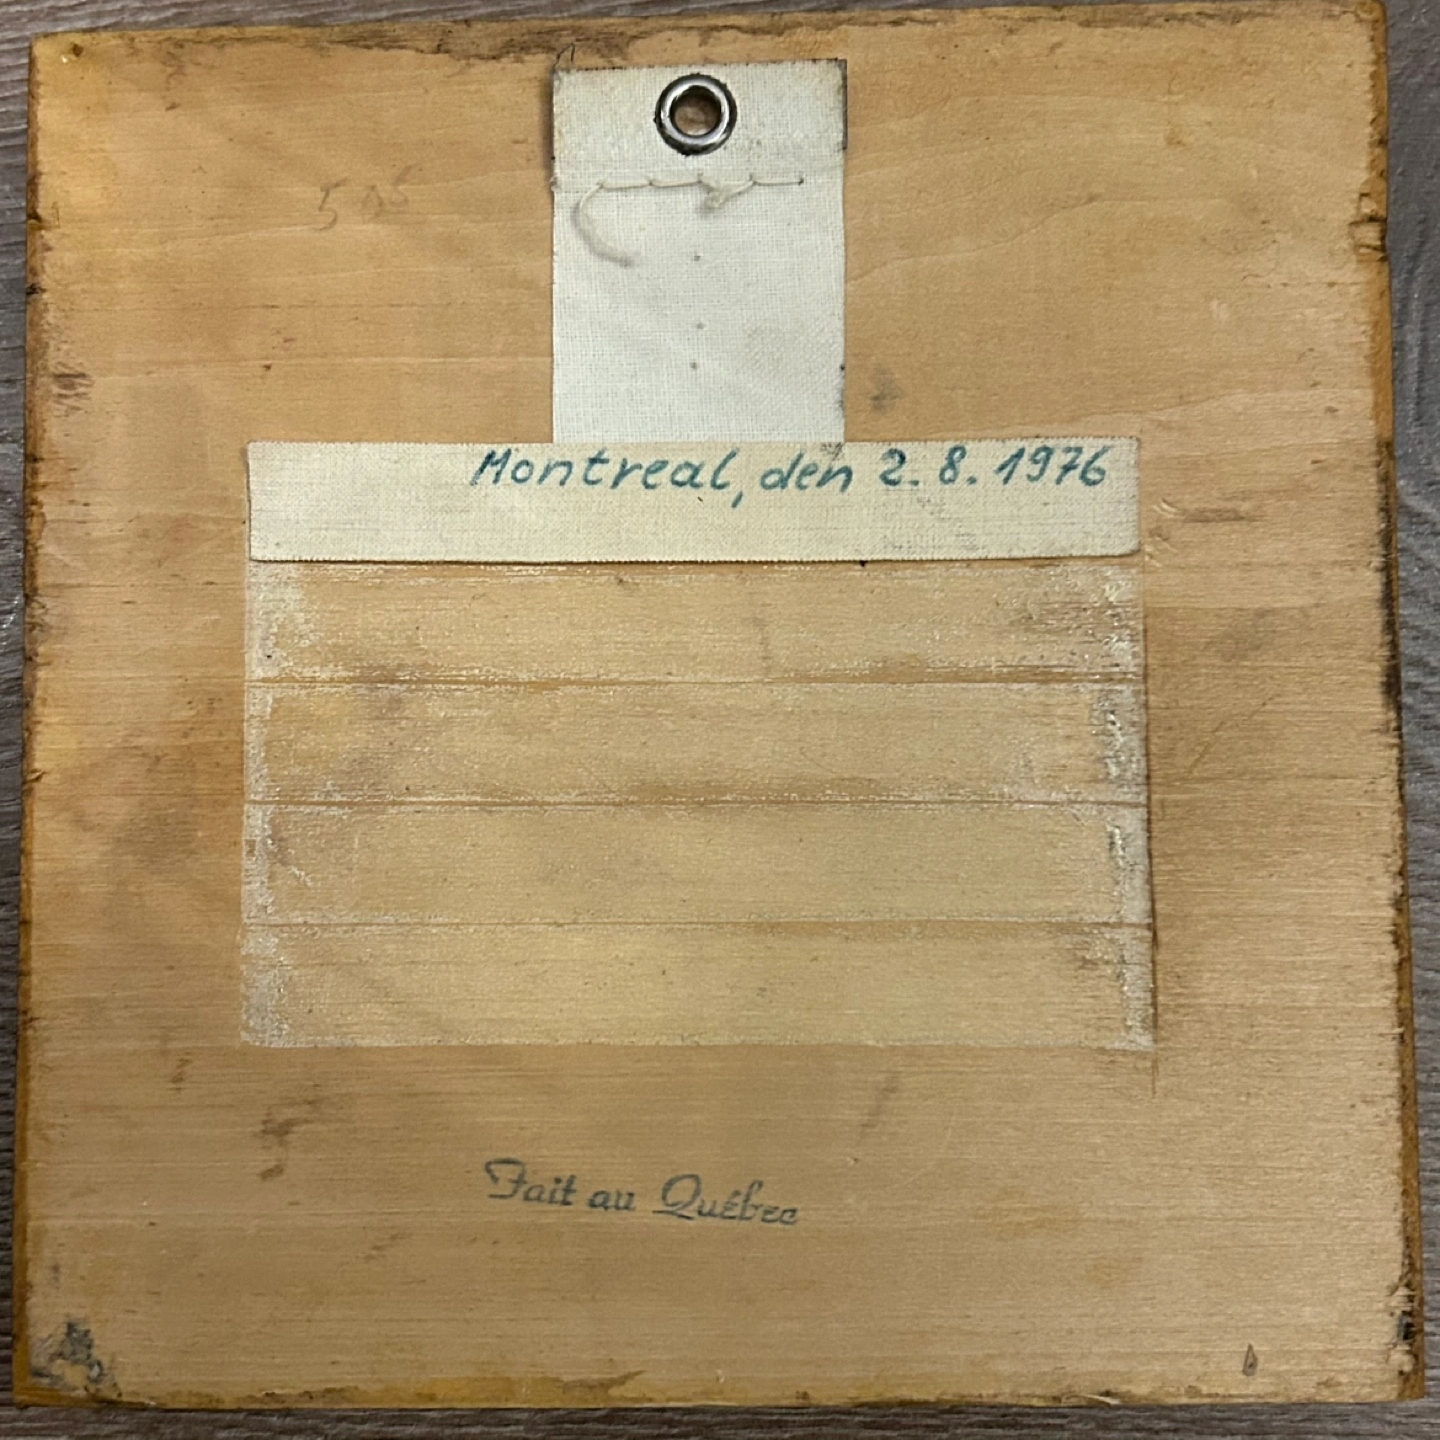 Montreal, den 2. 8. 1976
Fait au Québec